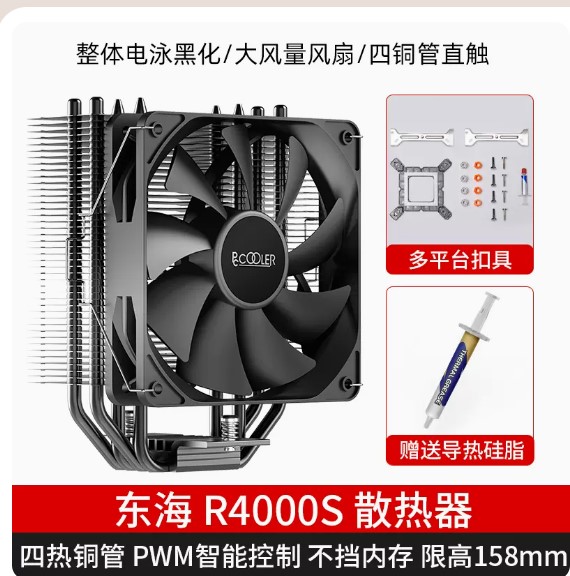 整体电泳黑化/大风量风扇/四铜管直触
PCCOOLER
多平台扣具
THERMAL GREASE
赠送导热硅脂
东海 R4000S 散热器
四热铜管 PWM智能控制 不挡内存 限高158mm